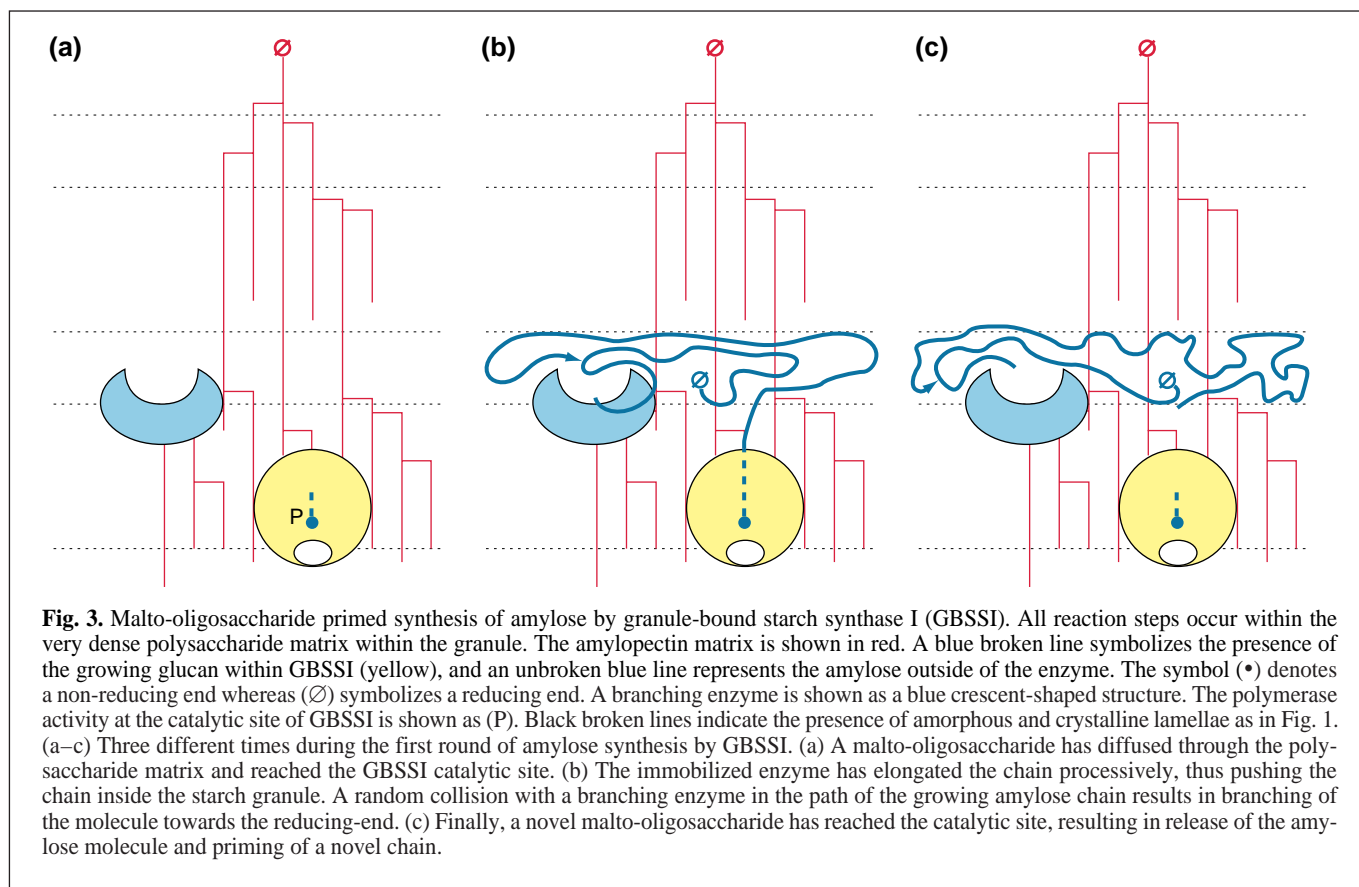 (a)
(b)
(c)
∅
∅
∅
∅
∅
P
Fig. 3. Malto-oligosaccharide primed synthesis of amylose by granule-bound starch synthase I (GBSSI). All reaction steps occur within the
very dense polysaccharide matrix within the granule. The amylopectin matrix is shown in red. A blue broken line symbolizes the presence of
the growing glucan within GBSSI (yellow), and an unbroken blue line represents the amylose outside of the enzyme. The symbol (•) denotes
a non-reducing end whereas (∅) symbolizes a reducing end. A branching enzyme is shown as a blue crescent-shaped structure. The polymerase
activity at the catalytic site of GBSSI is shown as (P). Black broken lines indicate the presence of amorphous and crystalline lamellae as in Fig. 1.
(a–c) Three different times during the first round of amylose synthesis by GBSSI. (a) A malto-oligosaccharide has diffused through the poly-
saccharide matrix and reached the GBSSI catalytic site. (b) The immobilized enzyme has elongated the chain processively, thus pushing the
chain inside the starch granule. A random collision with a branching enzyme in the path of the growing amylose chain results in branching of
the molecule towards the reducing-end. (c) Finally, a novel malto-oligosaccharide has reached the catalytic site, resulting in release of the amy-
lose molecule and priming of a novel chain.